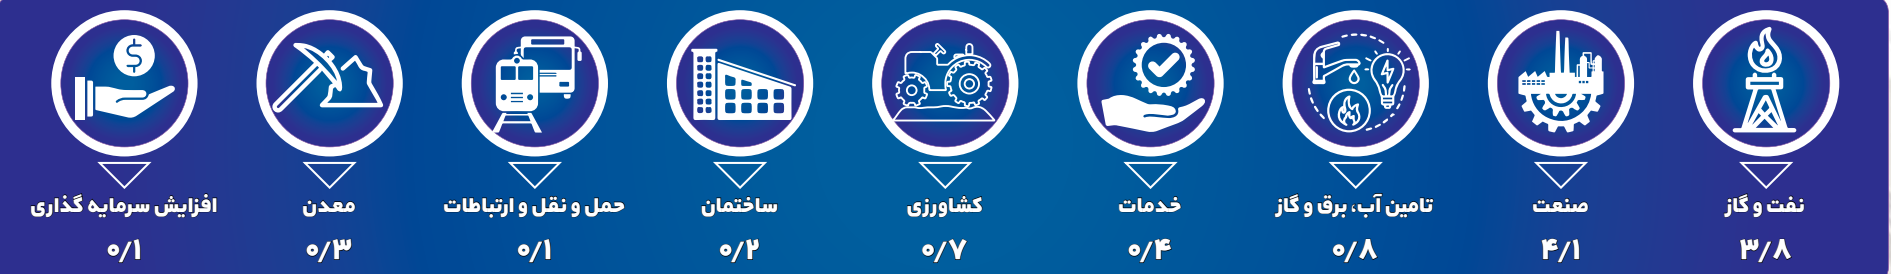 نفت و گاز
۳/۸
صنعت
۴/۱
تامین آب، برق و گاز
۰/۸
خدمات
۰/۴
کشاورزی
۰/۷
ساختمان
۰/۲
حمل و نقل و ارتباطات
۰/۱
معدن
۰/۳
افزایش سرمایه گذاری
۰/۱
$